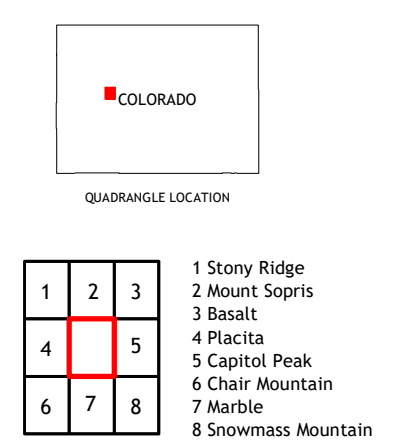 COLORADO
QUADRANGLE LOCATION
1 2 3
4 5
6 7 8
1 Stony Ridge
2 Mount Sopris
3 Basalt
4 Placita
5 Capitol Peak
6 Chair Mountain
7 Marble
8 Snowmass Mountain